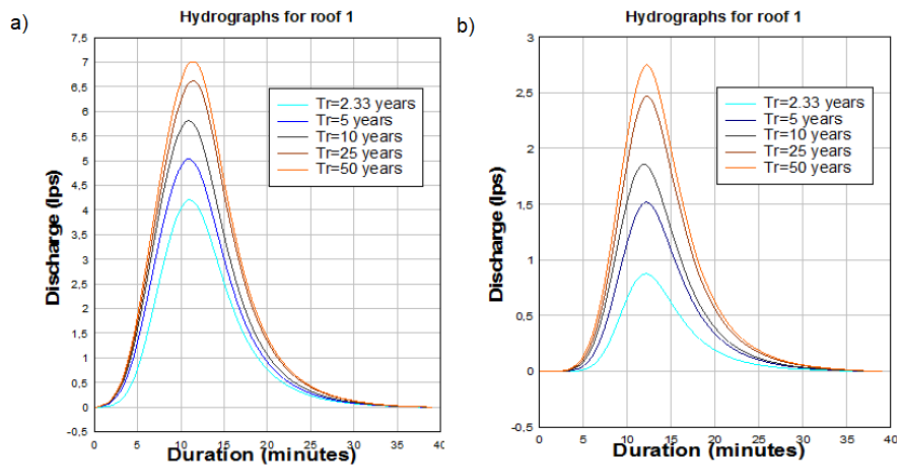 a)
Hydrographs for roof 1
7.5
7
6,5
6
5,5
5
4,5
4
3,5
3
2,5
2
1,5
1
0,5
0
-0,5
Discharge (lps)
Tr=2.33 years
Tr=5 years
Tr=10 years
Tr=25 years
Tr=50 years
0 5 10 15 20 25 30 35 40
Duration (minutes)
b)
Hydrographs for roof 1
3
2.5
2
1.5
1
0.5
0
-0.5
Discharge (lps)
Tr=2.33 years
Tr=5 years
Tr=10 years
Tr=25 years
Tr=50 years
0 5 10 15 20 25 30 35 40
Duration (minutes)